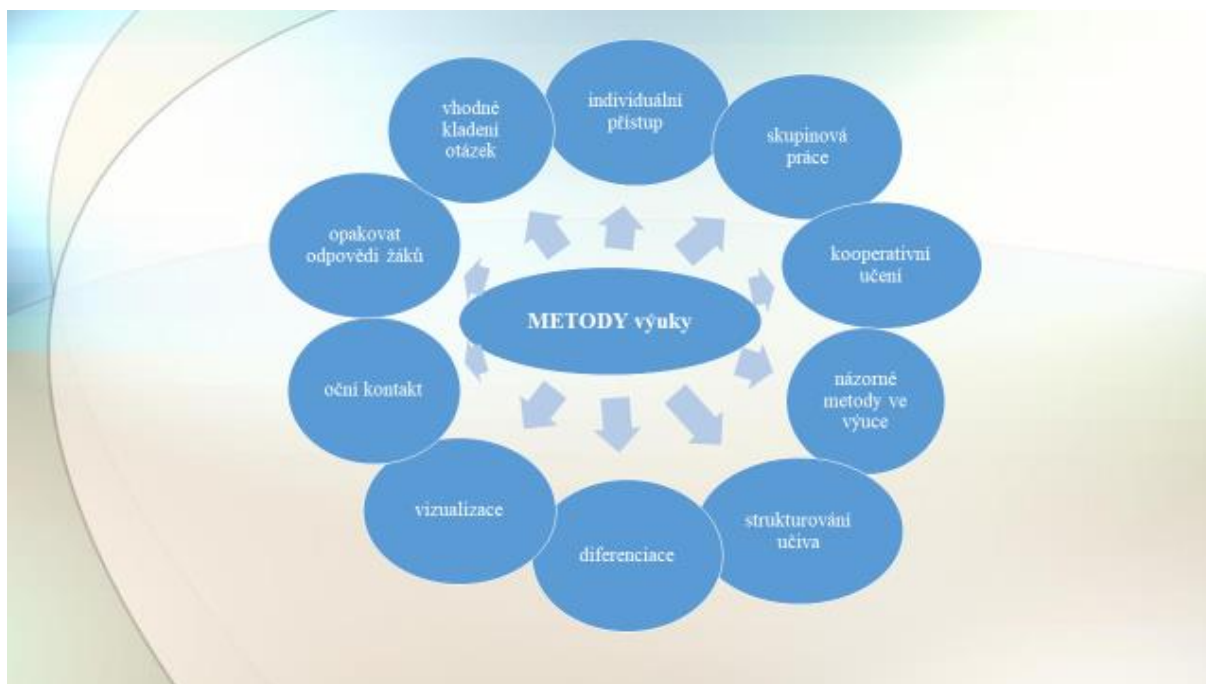 METODY výuky
individuální
přístup
skupinová
práce
kooperativní
učení
názorné
metody ve
výuce
strukturování
učiva
diferenciace
vizualizace
oční kontakt
opakovat
odpovědi žáků
vhodné
kladení
otázek